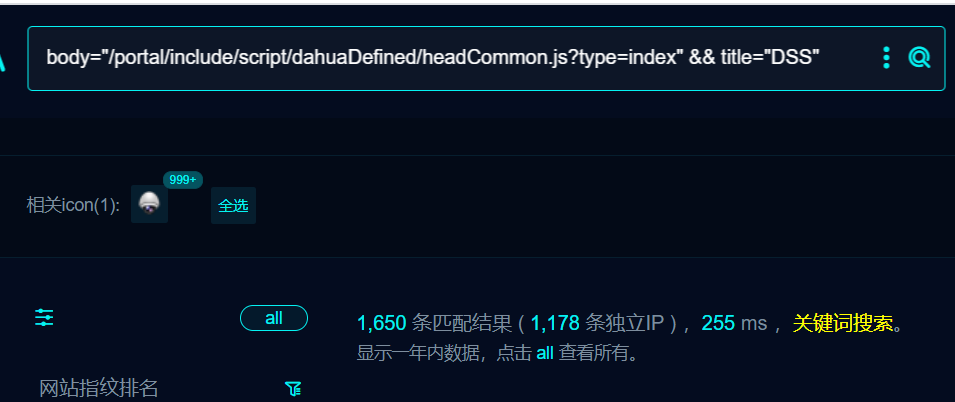 body="/portal/include/script/dahuaDefined/headCommon.js?type=index" && title="DSS"
999+
相关icon(1): 全选
all
1,650 条匹配结果 ( 1,178 条独立IP ) ，255 ms ，关键词搜索。
显示一年内数据，点击 all 查看所有。
网站指纹排名